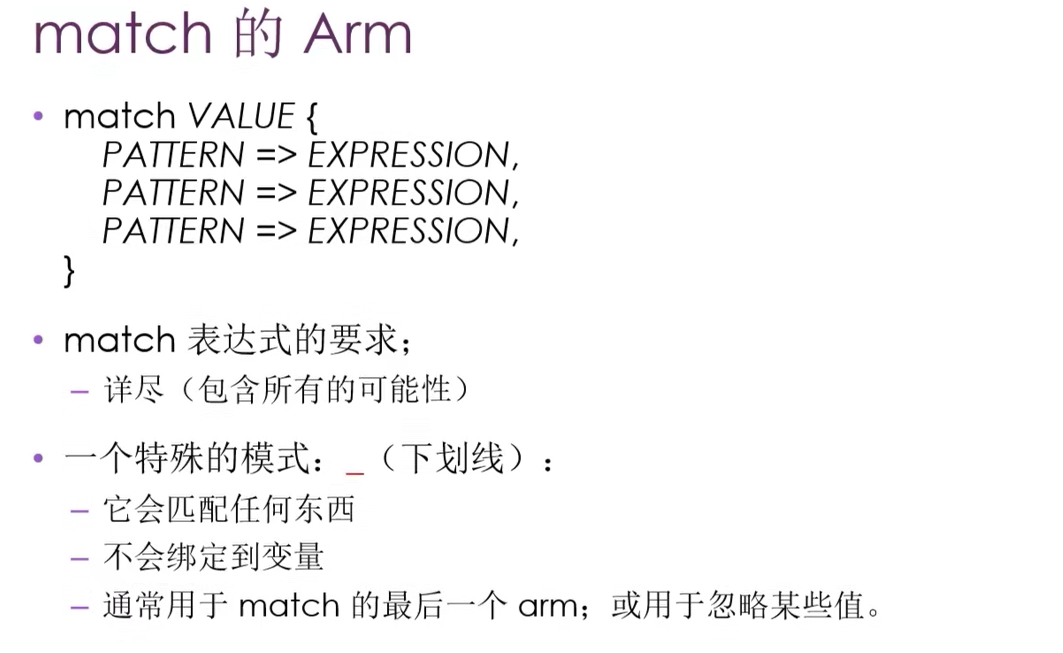 match 的 Arm
• match VALUE {
PATTERN => EXPRESSION,
PATTERN => EXPRESSION,
PATTERN => EXPRESSION,
}
• match 表达式的要求；
– 详尽（包含所有的可能性）
• 一个特殊的模式：_（下划线）：
– 它会匹配任何东西
– 不会绑定到变量
– 通常用于 match 的最后一个 arm；或用于忽略某些值。